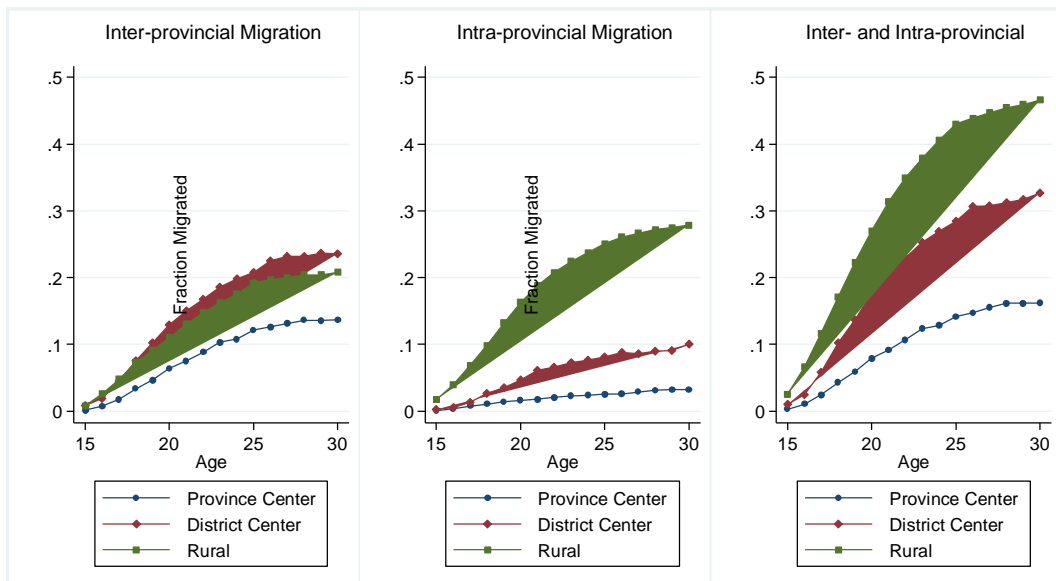 Inter-provincial Migration
.5
.4
.3
.2
.1
0
Fraction Migrated
15 20 25 30
Age
Province Center
District Center
Rural
Intra-provincial Migration
.5
.4
.3
.2
.1
0
Fraction Migrated
15 20 25 30
Age
Province Center
District Center
Rural
Inter- and Intra-provincial
.5
.4
.3
.2
.1
0
15 20 25 30
Age
Province Center
District Center
Rural